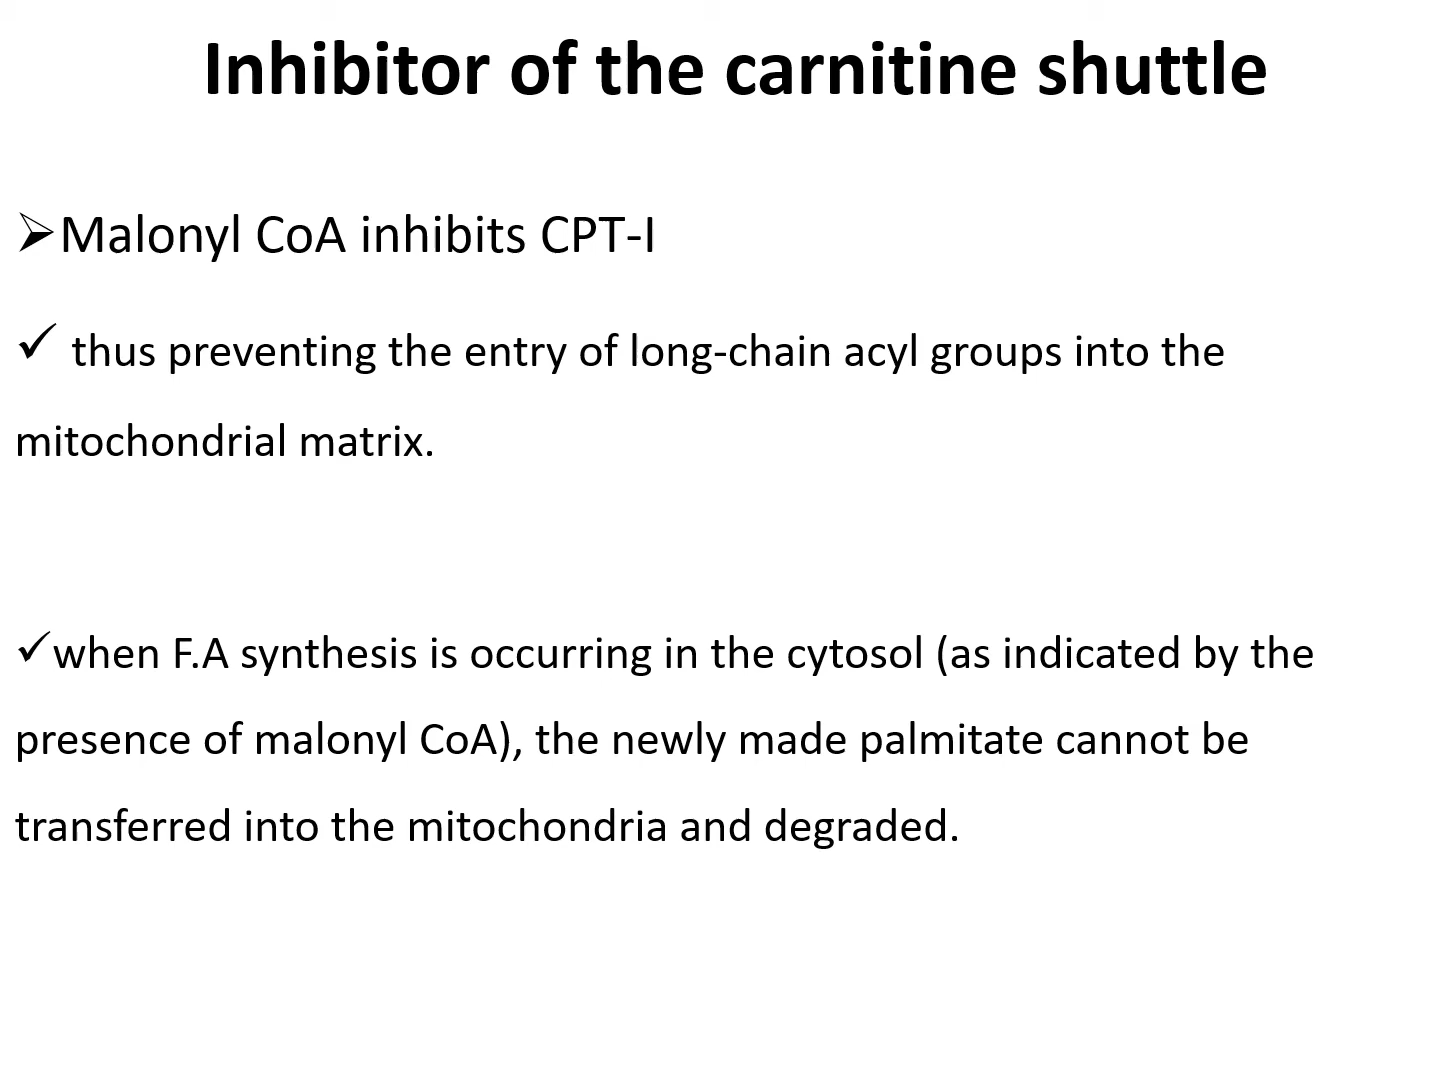 Inhibitor of the carnitine shuttle
➢Malonyl CoA inhibits CPT-I
✓ thus preventing the entry of long-chain acyl groups into the
mitochondrial matrix.
✓when F.A synthesis is occurring in the cytosol (as indicated by the
presence of malonyl CoA), the newly made palmitate cannot be
transferred into the mitochondria and degraded.